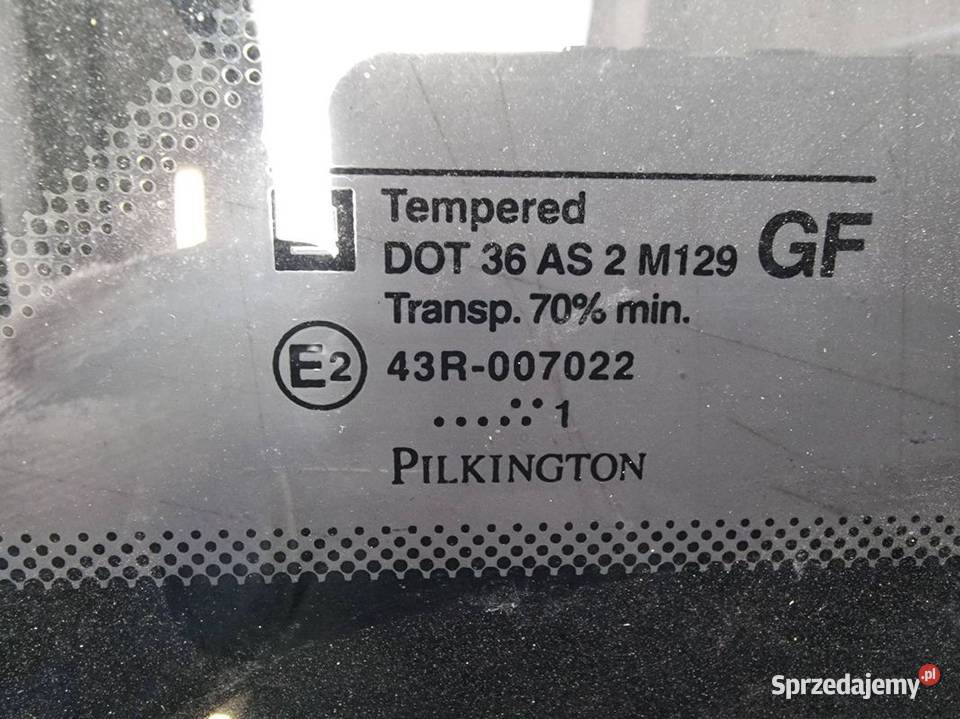 Tempered
DOT 36 AS 2 M129 GF
Transp. 70% min.
E2 43R-007022
. . . . : : 1
PILKINGTON
Sprzedajemy.pl